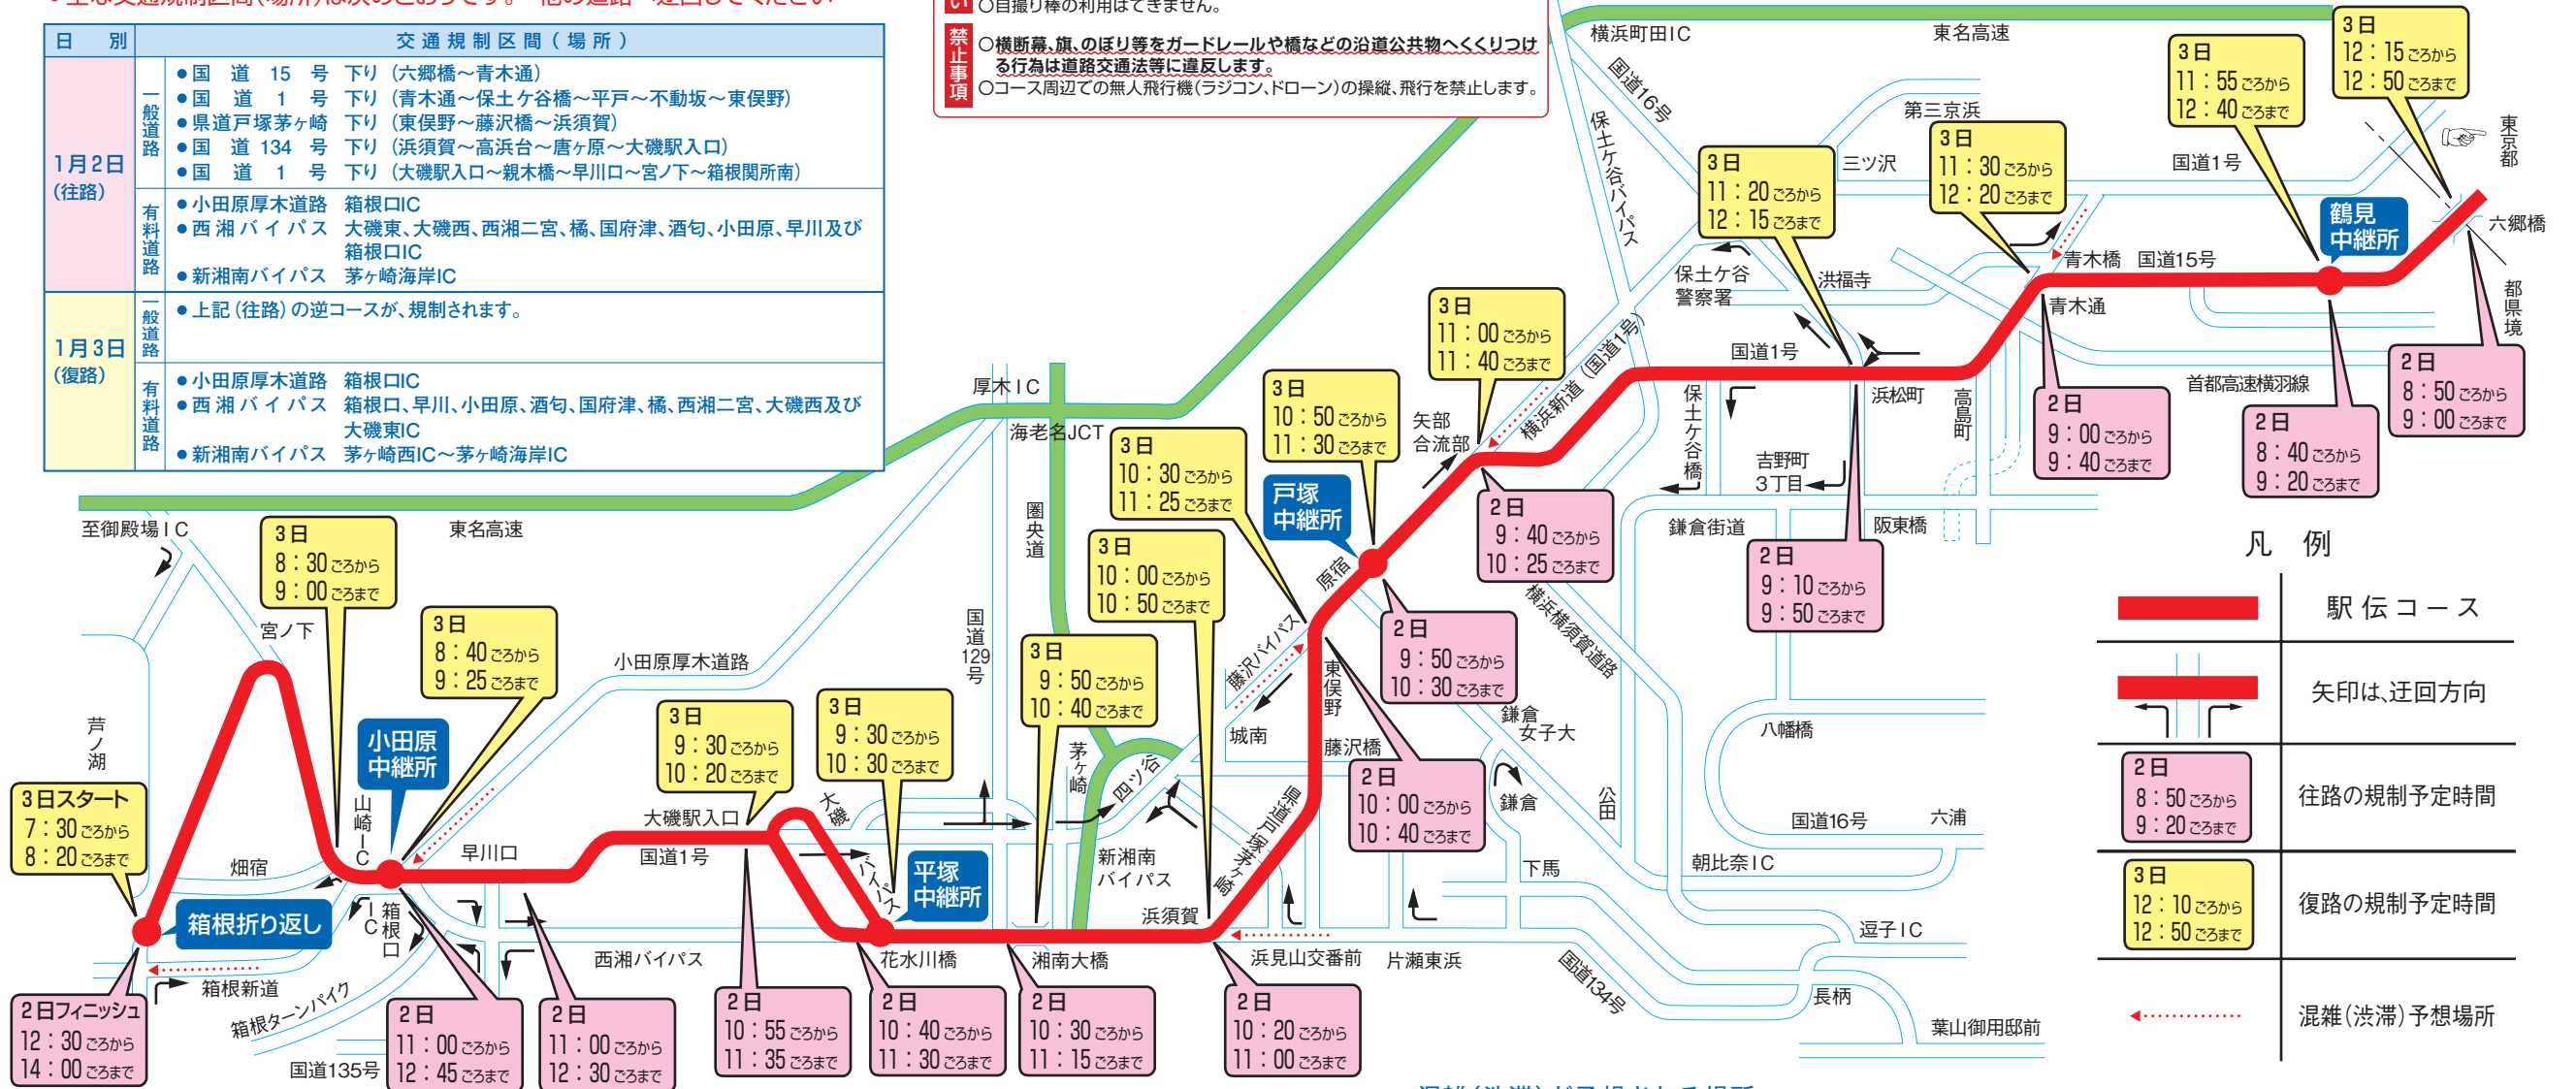 ○自撮り棒の利用はできません。
禁止事項
○横断幕、旗、のぼり等をガードレールや橋などの沿道公共物へくくりつけ
る行為は道路交通法等に違反します。
○コース周辺での無人飛行機(ラジコン、ドローン)の操縦、飛行を禁止します。
日 別
交通規制区間(場所)
1月2日
(往路)
一般道路
●国道15号 下り (六郷橋〜青木通)
●国道1号 下り (青木通〜保土ケ谷橋〜平戸〜不動坂〜東俣野)
●県道戸塚茅ヶ崎 下り (東俣野〜藤沢橋〜浜須賀)
●国道134号 下り (浜須賀〜高浜台〜唐ヶ原〜大磯駅入口)
●国道1号 下り (大磯駅入口〜親木橋〜早川口〜宮ノ下〜箱根関所南)
有料道路
●小田原厚木道路 箱根口IC
●西湘バイパス 大磯東、大磯西、西湘二宮、橘、国府津、酒匂、小田原、早川及び
箱根口IC
●新湘南バイパス 茅ヶ崎海岸IC
1月3日
(復路)
一般道路
●上記(往路)の逆コースが、規制されます。
有料道路
●小田原厚木道路 箱根口IC
●西湘バイパス 箱根口、早川、小田原、酒匂、国府津、橘、西湘二宮、大磯西及び
大磯東IC
●新湘南バイパス 茅ヶ崎西IC〜茅ヶ崎海岸IC
横浜町田IC
東名高速
国道16号
保土ケ谷バイパス
第三京浜
三ツ沢
国道1号
東京都
六郷橋
都県境
3日
12:15ごろから
12:50ごろまで
3日
11:55ごろから
12:40ごろまで
3日
11:30ごろから
12:20ごろまで
3日
11:20ごろから
12:15ごろまで
鶴見
中継所
青木橋
国道15号
青木通
保土ケ谷
警察署
洪福寺
国道1号
浜松町
高島町
首都高速横羽線
2日
8:50ごろから
9:00ごろまで
2日
8:40ごろから
9:20ごろまで
2日
9:00ごろから
9:40ごろまで
3日
11:00ごろから
11:40ごろまで
横浜新道(国道1号)
矢部
合流部
保土ケ谷橋
吉野町
3丁目
鎌倉街道
阪東橋
2日
9:10ごろから
9:50ごろまで
2日
9:40ごろから
10:25ごろまで
3日
10:50ごろから
11:30ごろまで
戸塚
中継所
原宿
横浜横須賀道路
2日
9:50ごろから
10:30ごろまで
3日
10:30ごろから
11:25ごろまで
厚木IC
海老名JCT
圏央道
3日
10:00ごろから
10:50ごろまで
藤沢バイパス
東俣野
城南
藤沢橋
2日
10:00ごろから
10:40ごろまで
鎌倉
女子大
鎌倉
公田
八幡橋
国道16号
六浦
朝比奈IC
下馬
逗子IC
長柄
葉山御用邸前
国道134号
片瀬東浜
浜見山交番前
県道戸塚茅ヶ崎
浜須賀
2日
10:20ごろから
11:00ごろまで
至御殿場IC
東名高速
3日
8:30ごろから
9:00ごろまで
宮ノ下
3日
8:40ごろから
9:25ごろまで
小田原厚木道路
国道129号
3日
9:50ごろから
10:40ごろまで
茅ヶ崎
四ツ谷
新湘南
バイパス
3日
9:30ごろから
10:20ごろまで
3日
9:30ごろから
10:30ごろまで
大磯
大磯駅入口
国道1号
バイパス
平塚
中継所
花水川橋
湘南大橋
西湘バイパス
2日
10:55ごろから
11:35ごろまで
2日
10:40ごろから
11:30ごろまで
2日
10:30ごろから
11:15ごろまで
小田原
中継所
山崎IC
早川口
箱根口IC
芦ノ湖
3日スタート
7:30ごろから
8:20ごろまで
畑宿
箱根折り返し
箱根新道
箱根ターンパイク
国道135号
2日フィニッシュ
12:30ごろから
14:00ごろまで
2日
11:00ごろから
12:45ごろまで
2日
11:00ごろから
12:30ごろまで
凡例
駅伝コース
矢印は、迂回方向
2日
8:50ごろから
9:20ごろまで
往路の規制予定時間
3日
12:10ごろから
12:50ごろまで
復路の規制予定時間
混雑(渋滞)予想場所